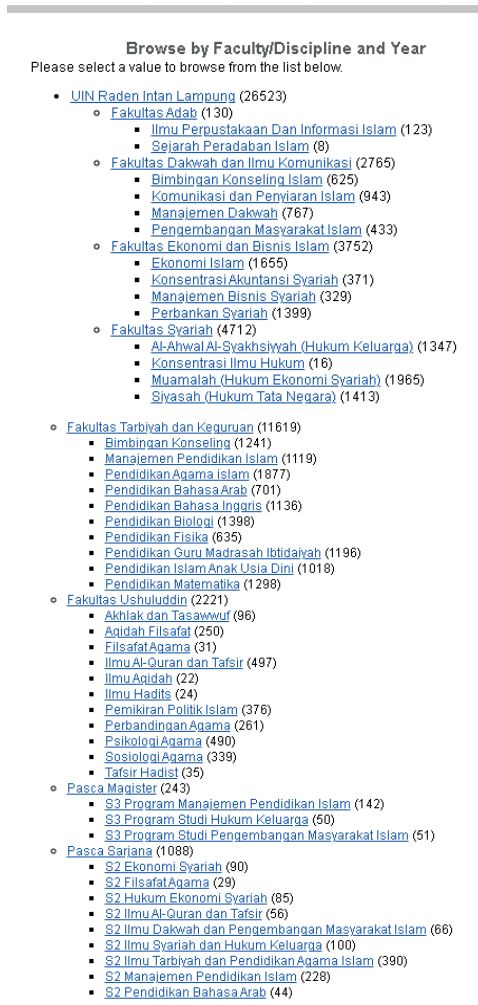 Browse by Faculty/Discipline and Year
Please select a value to browse from the list below.
UIN Raden Intan Lampung (26523)
Fakultas Adab (130)
Ilmu Perpustakaan Dan Informasi Islam (123)
Sejarah Peradaban Islam (8)
Fakultas Dakwah dan Ilmu Komunikasi (2765)
Bimbingan Konseling Islam (625)
Komunikasi dan Penyiaran Islam (943)
Manajemen Dakwah (767)
Pengembangan Masyarakat Islam (433)
Fakultas Ekonomi dan Bisnis Islam (3752)
Ekonomi Islam (1655)
Konsentrasi Akuntansi Syariah (371)
Manajemen Bisnis Syariah (329)
Perbankan Syariah (1399)
Fakultas Syariah (4712)
Al-Ahwal Al-Syakhsiyyah (Hukum Keluarga) (1347)
Konsentrasi Ilmu Hukum (16)
Muamalah (Hukum Ekonomi Syariah) (1965)
Siyasah (Hukum Tata Negara) (1413)
Fakultas Tarbiyah dan Keguruan (11619)
Bimbingan Konseling (1241)
Manajemen Pendidikan Islam (1119)
Pendidikan Agama islam (1877)
Pendidikan Bahasa Arab (701)
Pendidikan Bahasa Inggris (1136)
Pendidikan Biologi (1398)
Pendidikan Fisika (635)
Pendidikan Guru Madrasah Ibtidaiyah (1196)
Pendidikan Islam Anak Usia Dini (1018)
Pendidikan Matematika (1298)
Fakultas Ushuluddin (2221)
Akhlak dan Tasawwuf (96)
Aqidah Filsafat (250)
Filsafat Agama (31)
Ilmu Al-Quran dan Tafsir (497)
Ilmu Aqidah (22)
Ilmu Hadits (24)
Pemikiran Politik Islam (376)
Perbandingan Agama (261)
Psikologi Agama (490)
Sosiologi Agama (339)
Tafsir Hadist (35)
Pasca Magister (243)
S3 Program Manajemen Pendidikan Islam (142)
S3 Program Studi Hukum Keluarga (50)
S3 Program Studi Pengembangan Masyarakat Islam (51)
Pasca Sarjana (1088)
S2 Ekonomi Syariah (90)
S2 Filsafat Agama (29)
S2 Hukum Ekonomi Syariah (85)
S2 Ilmu Al-Quran dan Tafsir (56)
S2 Ilmu Dakwah dan Pengembangan Masyarakat Islam (66)
S2 Ilmu Syariah dan Hukum Keluarga (100)
S2 Ilmu Tarbiyah dan Pendidikan Agama Islam (390)
S2 Manajemen Pendidikan Islam (228)
S2 Pendidikan Bahasa Arab (44)